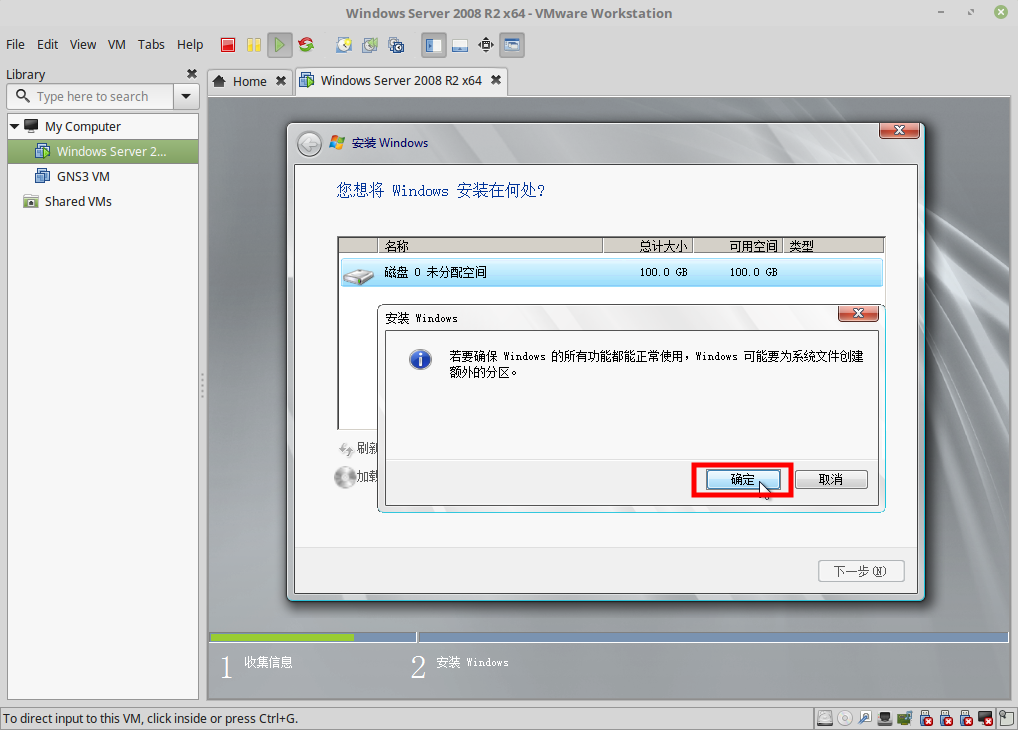 Windows Server 2008 R2 x64 - VMware Workstation
File Edit View VM Tabs Help
Library
Type here to search
My Computer
Windows Server 2...
GNS3 VM
Shared VMs
Home
Windows Server 2008 R2 x64
安装 Windows
您想将 Windows 安装在何处?
名称 总计大小 可用空间 类型
磁盘 0 未分配空间 100.0 GB 100.0 GB
安装 Windows
若要确保 Windows 的所有功能都能正常使用，Windows 可能要为系统文件创建
额外的分区。
确定 取消
刷新
加载
下一步(N)
1 收集信息
2 安装 Windows
To direct input to this VM, click inside or press Ctrl+G.